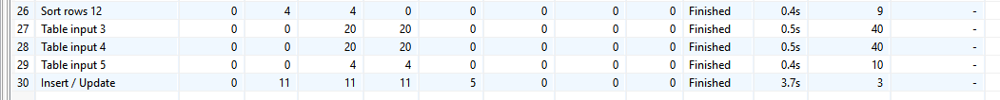 26 Sort rows 12 0 4 4 0 0 0 0 0 Finished 0.4s 9 -
27 Table input 3 0 0 20 20 0 0 0 0 Finished 0.5s 40 -
28 Table input 4 0 0 20 20 0 0 0 0 Finished 0.5s 40 -
29 Table input 5 0 0 4 4 0 0 0 0 Finished 0.4s 10 -
30 Insert / Update 0 11 11 11 5 0 0 0 Finished 3.7s 3 -